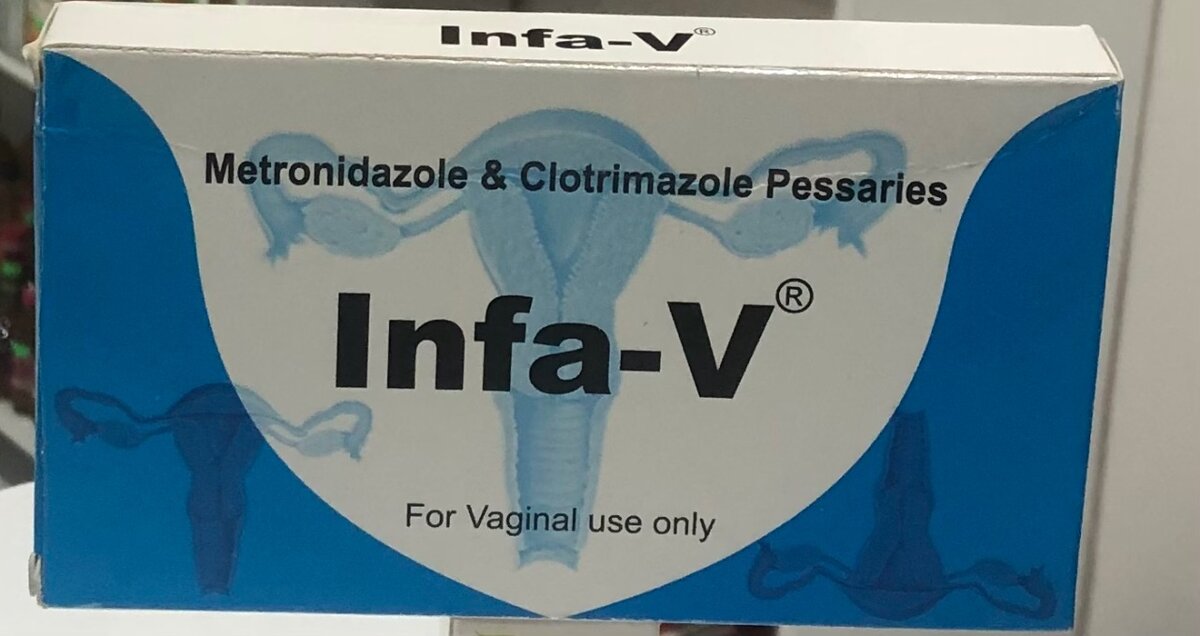 Infa-V®
Metronidazole & Clotrimazole Pessaries
Infa-V®
For Vaginal use only